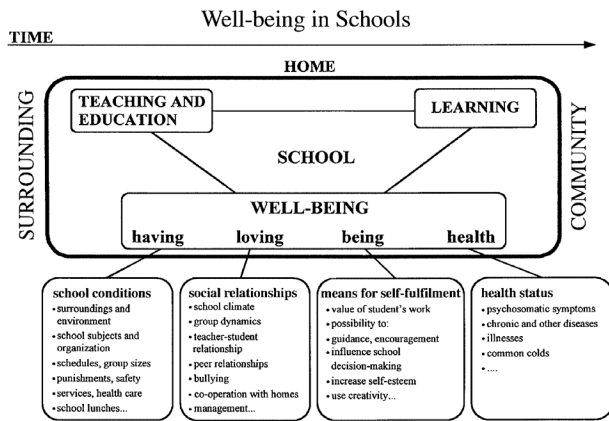 Well-being in Schools
TIME
HOME
SURROUNDING
COMMUNITY
TEACHING AND
EDUCATION
LEARNING
SCHOOL
WELL-BEING
having loving being health
school conditions
•surroundings and
environment
•school subjects and
organization
•schedules, group sizes
•punishments, safety
•services, health care
•school lunches...
social relationships
•school climate
•group dynamics
•teacher-student
relationship
•peer relationships
•bullying
•co-operation with homes
•management...
means for self-fulfilment
•value of student's work
•possibility to:
•guidance, encouragement
•influence school
decision-making
•increase self-esteem
•use creativity...
health status
•psychosomatic symptoms
•chronic and other diseases
•illnesses
•common colds
•....